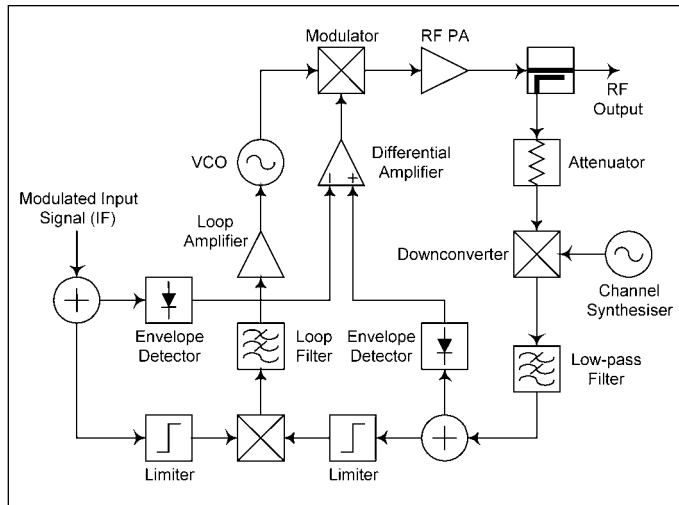 Modulator
RF PA
RF
Output
VCO
Differential
Amplifier
Attenuator
Modulated Input
Signal (IF)
Loop
Amplifier
Downconverter
Channel
Synthesiser
Envelope
Detector
Loop
Filter
Envelope
Detector
Low-pass
Filter
Limiter
Limiter